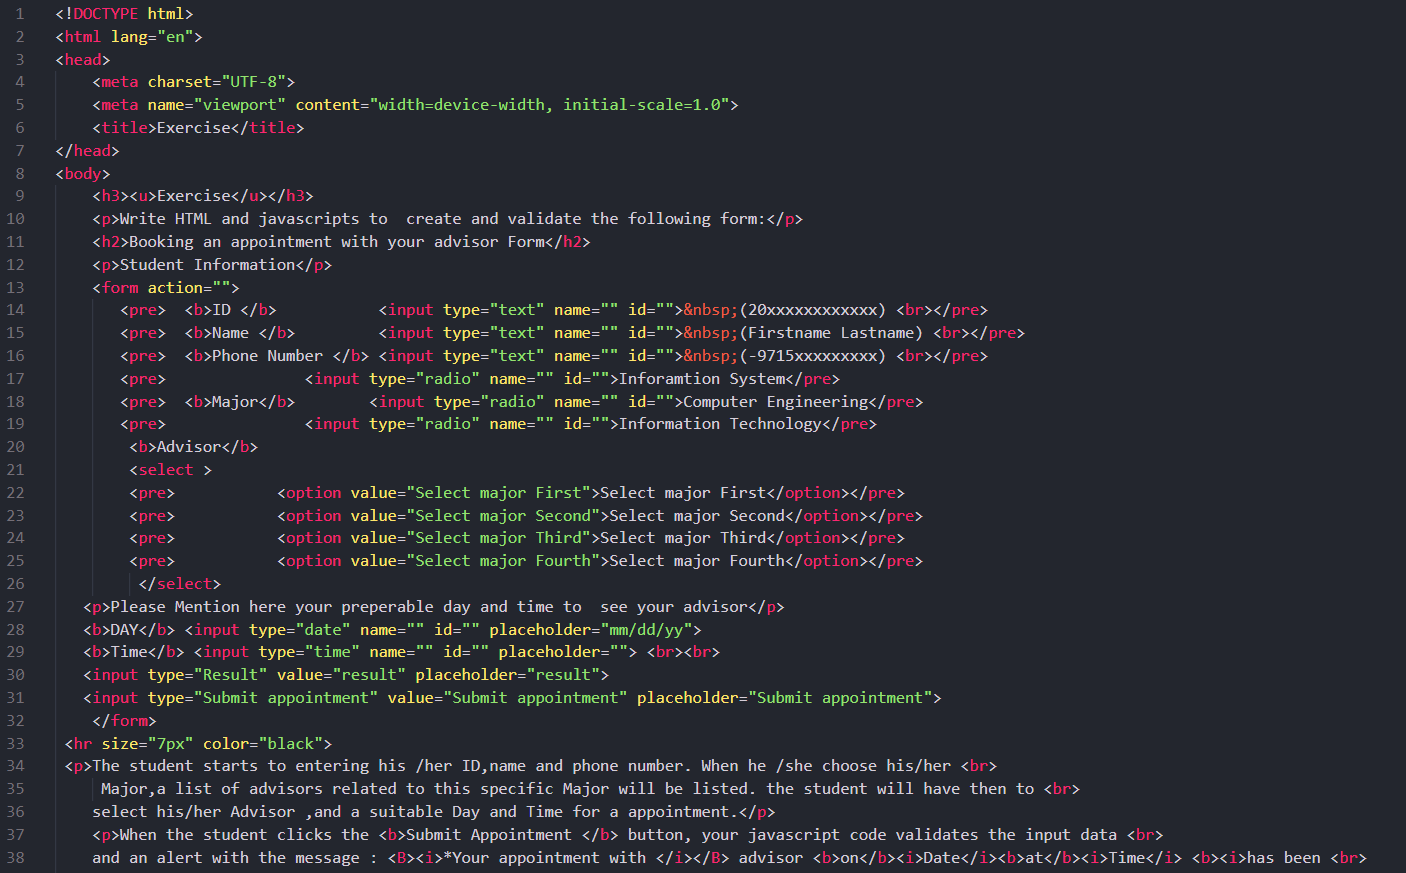 1 <!DOCTYPE html>
2 <html lang="en">
3 <head>
4 <meta charset="UTF-8">
5 <meta name="viewport" content="width=device-width, initial-scale=1.0">
6 <title>Exercise</title>
7 </head>
8 <body>
9 <h3><u>Exercise</u></h3>
10 <p>Write HTML and javascripts to  create and validate the following form:</p>
11 <h2>Booking an appointment with your advisor Form</h2>
12 <p>Student Information</p>
13 <form action="">
14 <pre>  <b>ID </b>           <input type="text" name="" id="">&nbsp;(20xxxxxxxxxxxx) <br></pre>
15 <pre>  <b>Name </b>         <input type="text" name="" id="">&nbsp;(Firstname Lastname) <br></pre>
16 <pre>  <b>Phone Number </b> <input type="text" name="" id="">&nbsp;(-9715xxxxxxxxx) <br></pre>
17 <pre>               <input type="radio" name="" id="">Inforamtion System</pre>
18 <pre>  <b>Major</b>        <input type="radio" name="" id="">Computer Engineering</pre>
19 <pre>               <input type="radio" name="" id="">Information Technology</pre>
20 <b>Advisor</b>
21 <select >
22 <pre>           <option value="Select major First">Select major First</option></pre>
23 <pre>           <option value="Select major Second">Select major Second</option></pre>
24 <pre>           <option value="Select major Third">Select major Third</option></pre>
25 <pre>           <option value="Select major Fourth">Select major Fourth</option></pre>
26 </select>
27 <p>Please Mention here your preperable day and time to  see your advisor</p>
28 <b>DAY</b> <input type="date" name="" id="" placeholder="mm/dd/yy">
29 <b>Time</b> <input type="time" name="" id="" placeholder=""> <br><br>
30 <input type="Result" value="result" placeholder="result">
31 <input type="Submit appointment" value="Submit appointment" placeholder="Submit appointment">
32 </form>
33 <hr size="7px" color="black">
34 <p>The student starts to entering his /her ID,name and phone number. When he /she choose his/her <br>
35 Major,a list of advisors related to this specific Major will be listed. the student will have then to <br>
36 select his/her Advisor ,and a suitable Day and Time for a appointment.</p>
37 <p>When the student clicks the <b>Submit Appointment </b> button, your javascript code validates the input data <br>
38 and an alert with the message : <B><i>*Your appointment with </i></B> advisor <b>on</b><i>Date</i><b>at</b><i>Time</i> <b><i>has been <br>